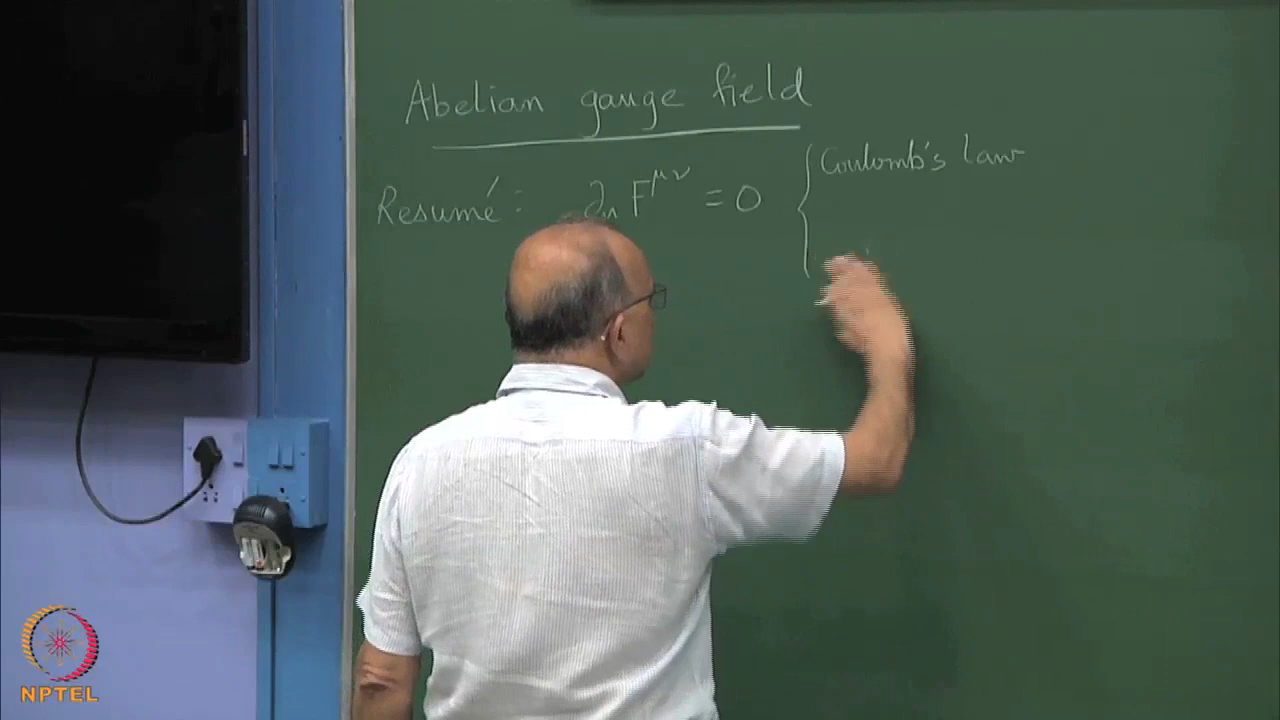 Abelian gauge field
Resumé: ∂μ F^μν = 0 { Coulomb's law
NPTEL